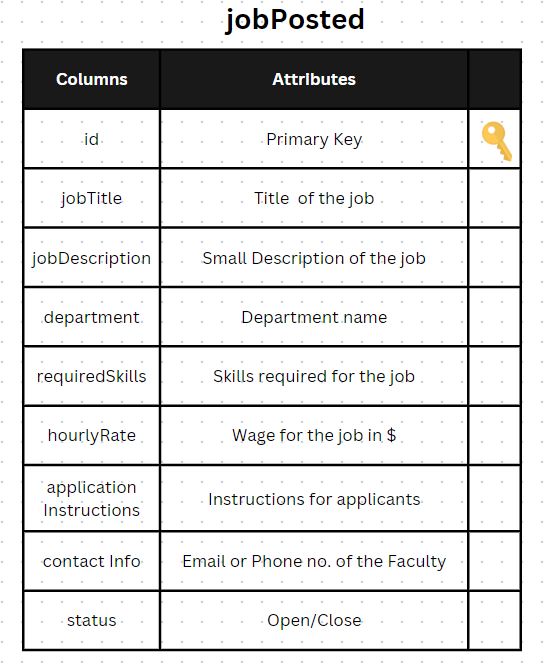 jobPosted
Columns Attributes
id Primary Key
jobTitle Title of the job
jobDescription Small Description of the job
department Department name
requiredSkills Skills required for the job
hourlyRate Wage for the job in $
application
Instructions Instructions for applicants
contact Info Email or Phone no. of the Faculty
status Open/Close